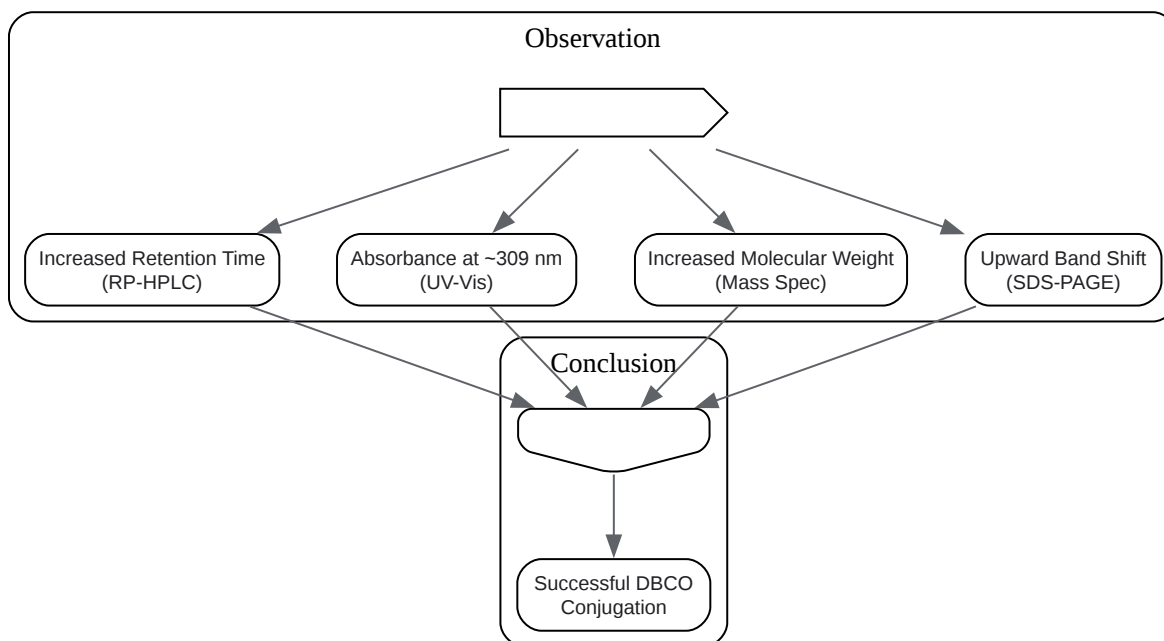 Observation
Increased Retention Time
(RP-HPLC)
Absorbance at ~309 nm
(UV-Vis)
Increased Molecular Weight
(Mass Spec)
Upward Band Shift
(SDS-PAGE)
Conclusion
Successful DBCO
Conjugation